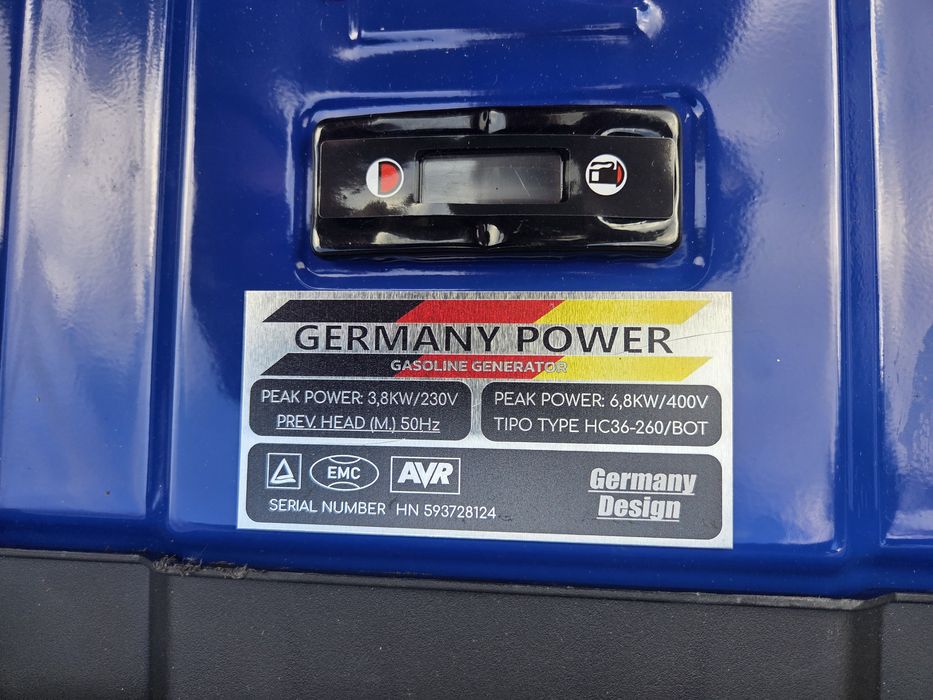 GERMANY POWER
GASOLINE GENERATOR
PEAK POWER: 3,8KW/230V
PREV. HEAD (M.) 50Hz
PEAK POWER: 6,8KW/400V
TIPO TYPE HC36-260/BOT
EMC
AVR
Germany
Design
SERIAL NUMBER HN 593728124